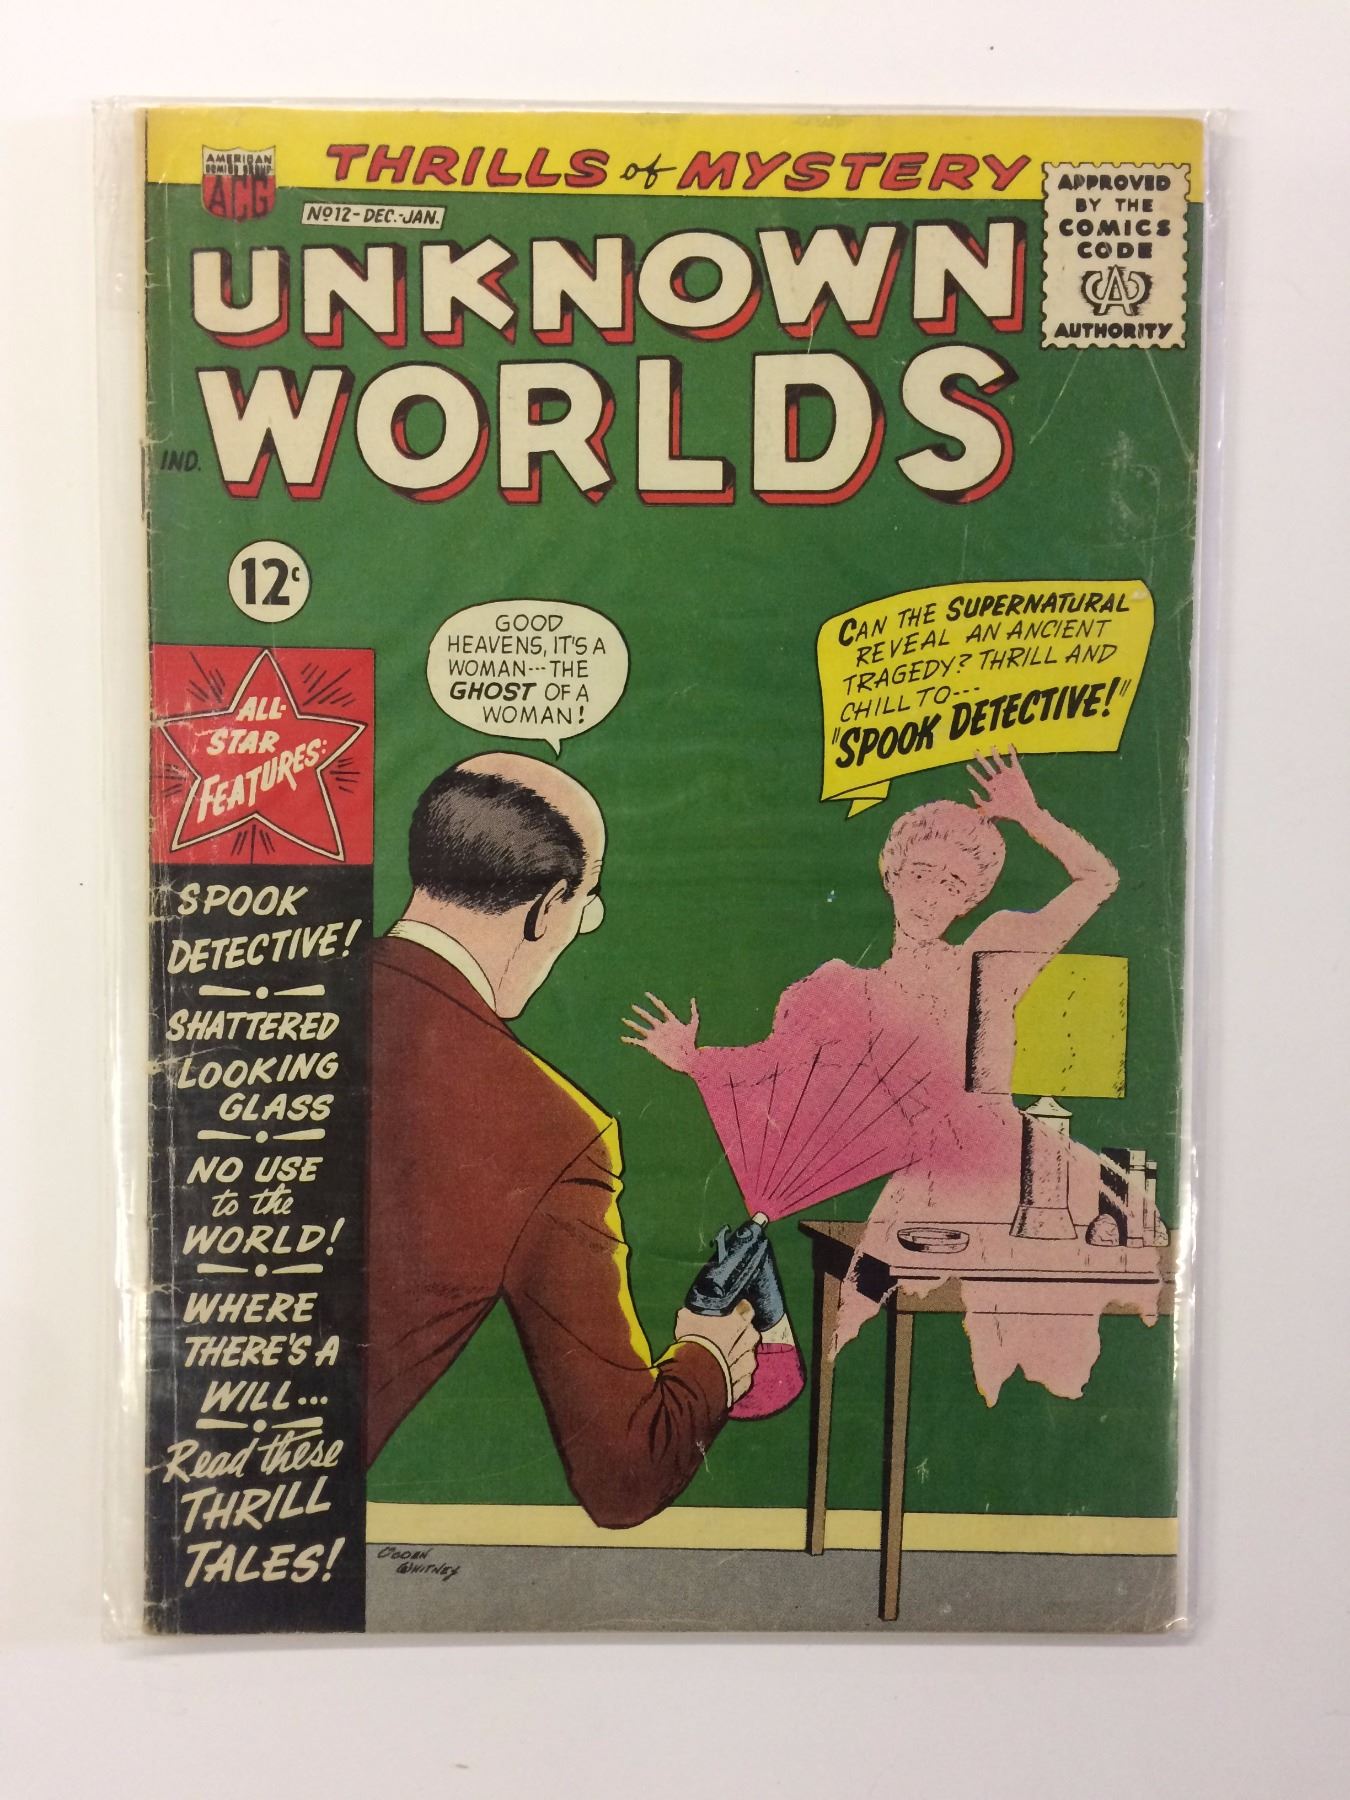 THRILLS of MYSTERY
AMERICAN
COMICS GROUP
ACG
No12-DEC.-JAN.
APPROVED
BY THE
COMICS
CODE
CA
AUTHORITY
UNKNOWN
WORLDS
IND.
12¢
GOOD
HEAVENS, IT'S A
WOMAN---THE
GHOST OF A
WOMAN!
CAN THE SUPERNATURAL
REVEAL AN ANCIENT
TRAGEDY? THRILL AND
CHILL TO---
"SPOOK DETECTIVE!"
ALL-
STAR
FEATURES:
SPOOK
DETECTIVE!
SHATTERED
LOOKING
GLASS
NO USE
to the
WORLD!
WHERE
THERE'S A
WILL...
Read these
THRILL
TALES!
OGDEN
WHITNEY